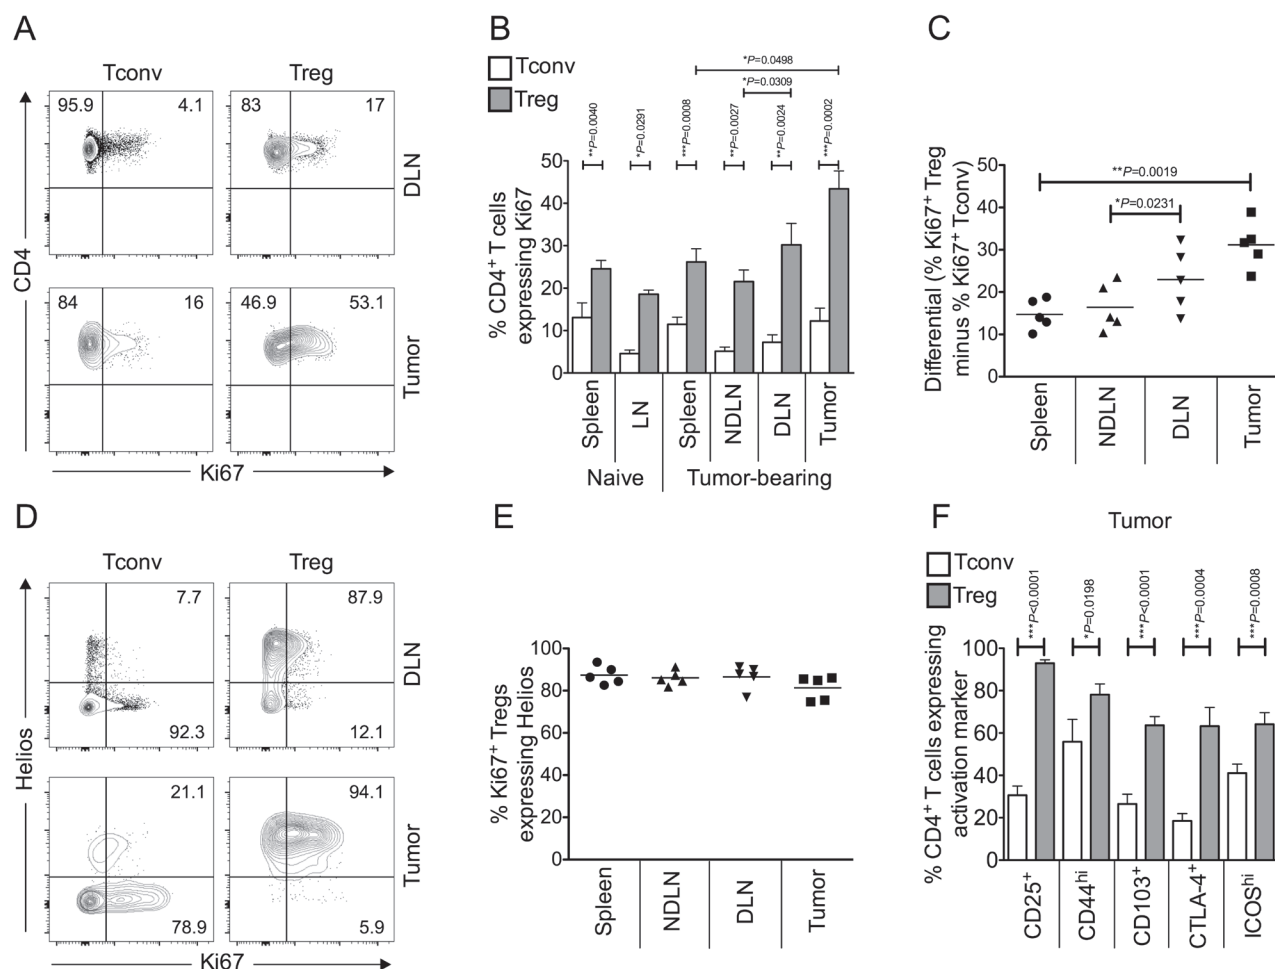 A
Tconv
Treg
95.9
4.1
83
17
DLN
84
16
46.9
53.1
Tumor
CD4
Ki67
B
Tconv
Treg
*P=0.0498
*P=0.0309
**P=0.0040
*P=0.0291
***P=0.0008
**P=0.0027
**P=0.0024
***P=0.0002
% CD4+ T cells
expressing Ki67
50
40
30
20
10
0
Spleen
LN
Spleen
NDLN
DLN
Tumor
Naive
Tumor-bearing
C
Differential (% Ki67+ Treg
minus % Ki67+ Tconv)
50
40
30
20
10
0
**P=0.0019
*P=0.0231
Spleen
NDLN
DLN
Tumor
D
Tconv
Treg
7.7
92.3
87.9
12.1
DLN
21.1
78.9
94.1
5.9
Tumor
Helios
Ki67
E
% Ki67+ Tregs
expressing Helios
100
80
60
40
20
0
Spleen
NDLN
DLN
Tumor
F
Tumor
Tconv
Treg
***P<0.0001
*P=0.0198
***P<0.0001
***P=0.0004
***P=0.0008
% CD4+ T cells expressing
activation marker
100
80
60
40
20
0
CD25+
CD44hi
CD103+
CTLA-4+
ICOShi